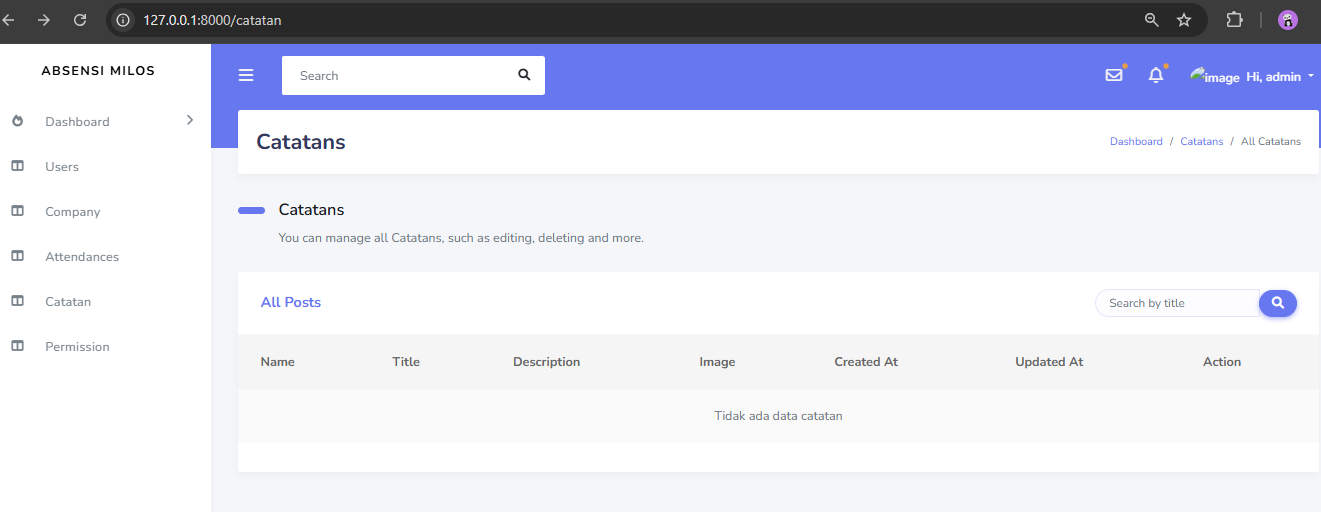 127.0.0.1:8000/catatan
ABSENSI MILOS
Search
image Hi, admin
Dashboard
Users
Company
Attendances
Catatan
Permission
Catatans
Dashboard / Catatans / All Catatans
Catatans
You can manage all Catatans, such as editing, deleting and more.
All Posts
Search by title
Name Title Description Image Created At Updated At Action
Tidak ada data catatan